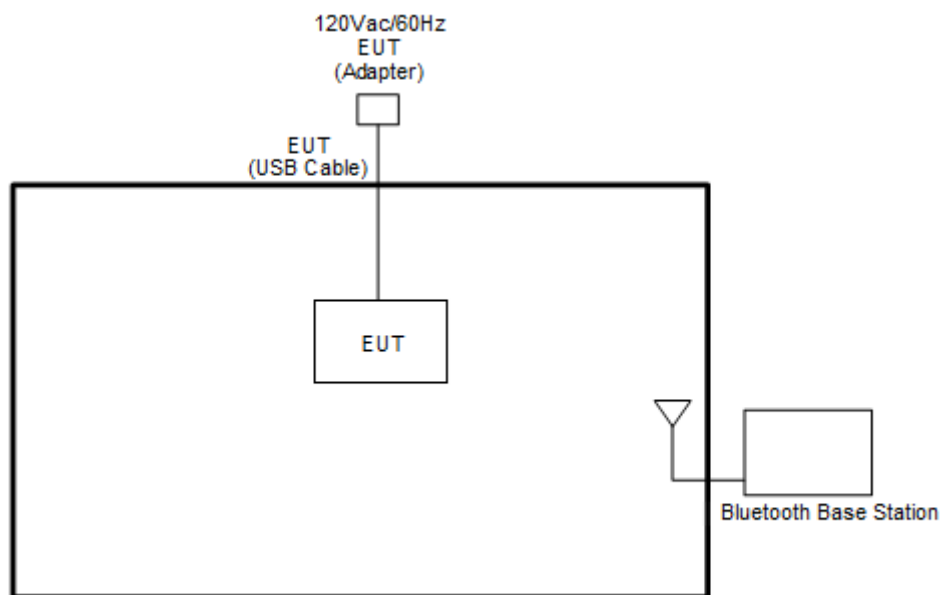 120Vac/60Hz
EUT
(Adapter)
EUT
(USB Cable)
EUT
Bluetooth Base Station